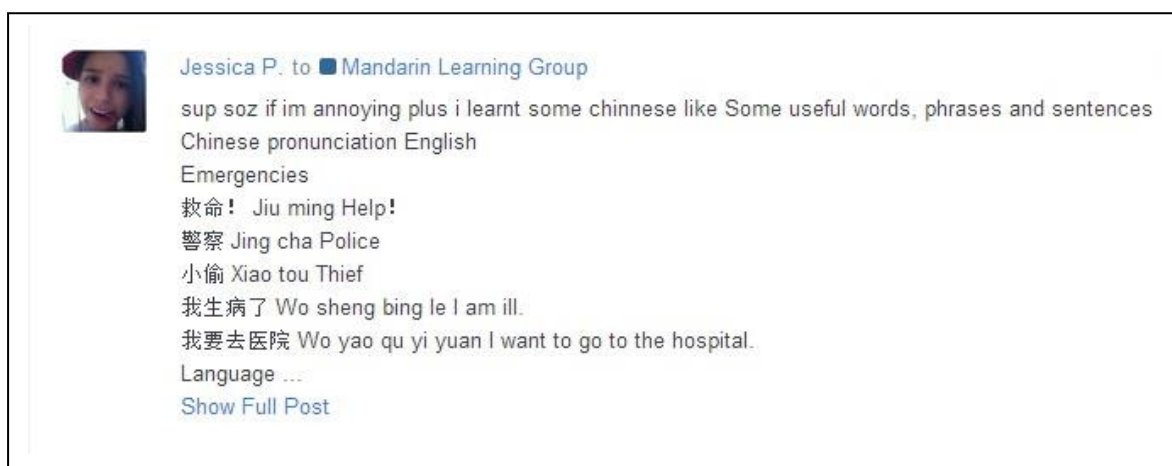 Jessica P. to Mandarin Learning Group
sup soz if im annoying plus i learnt some chinnese like Some useful words, phrases and sentences
Chinese pronunciation English
Emergencies
救命！ Jiu ming Help!
警察 Jing cha Police
小偷 Xiao tou Thief
我生病了 Wo sheng bing le I am ill.
我要去医院 Wo yao qu yi yuan I want to go to the hospital.
Language ...
Show Full Post